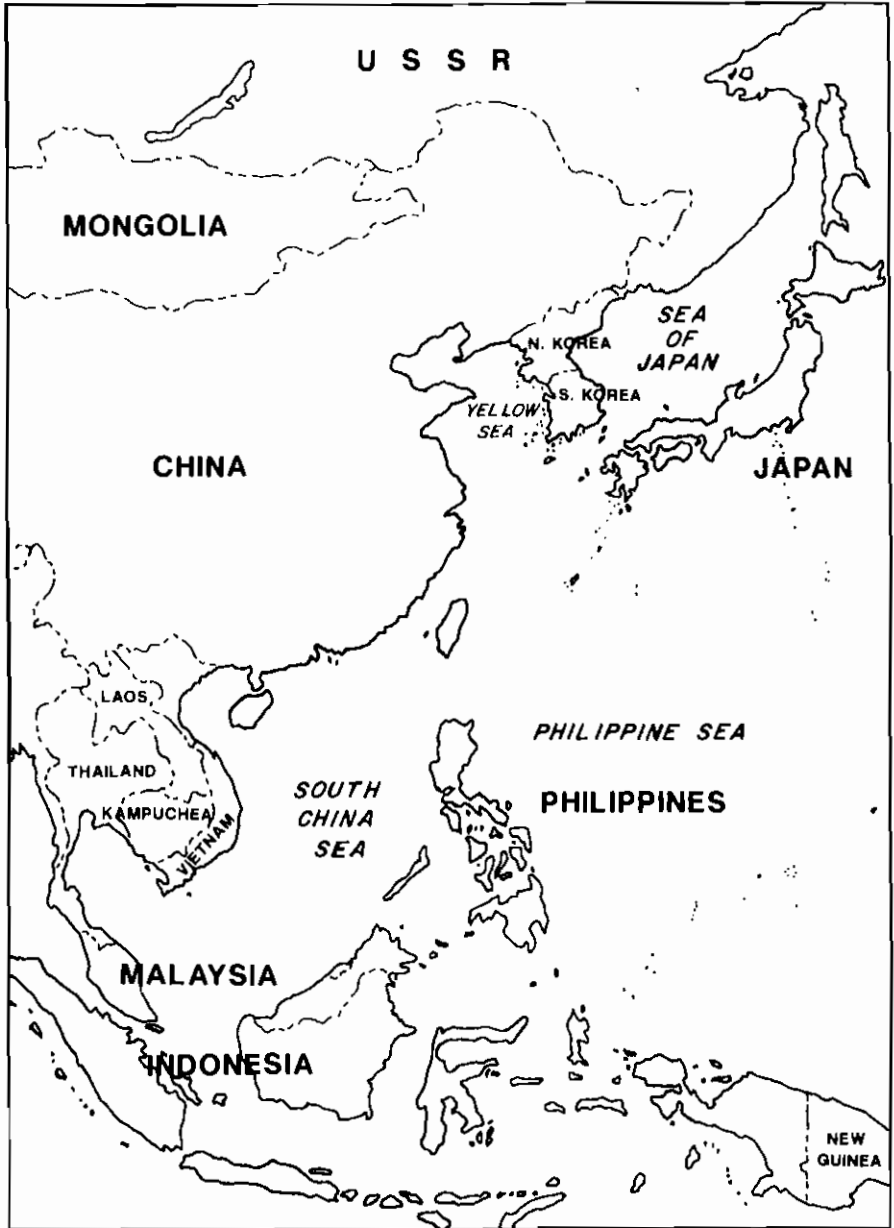 U S S R
MONGOLIA
SEA
OF
JAPAN
N. KOREA
S. KOREA
YELLOW
SEA
CHINA
JAPAN
LAOS
PHILIPPINE SEA
THAILAND
SOUTH
CHINA
SEA
KAMPUCHEA
PHILIPPINES
VIETNAM
MALAYSIA
INDONESIA
NEW
GUINEA